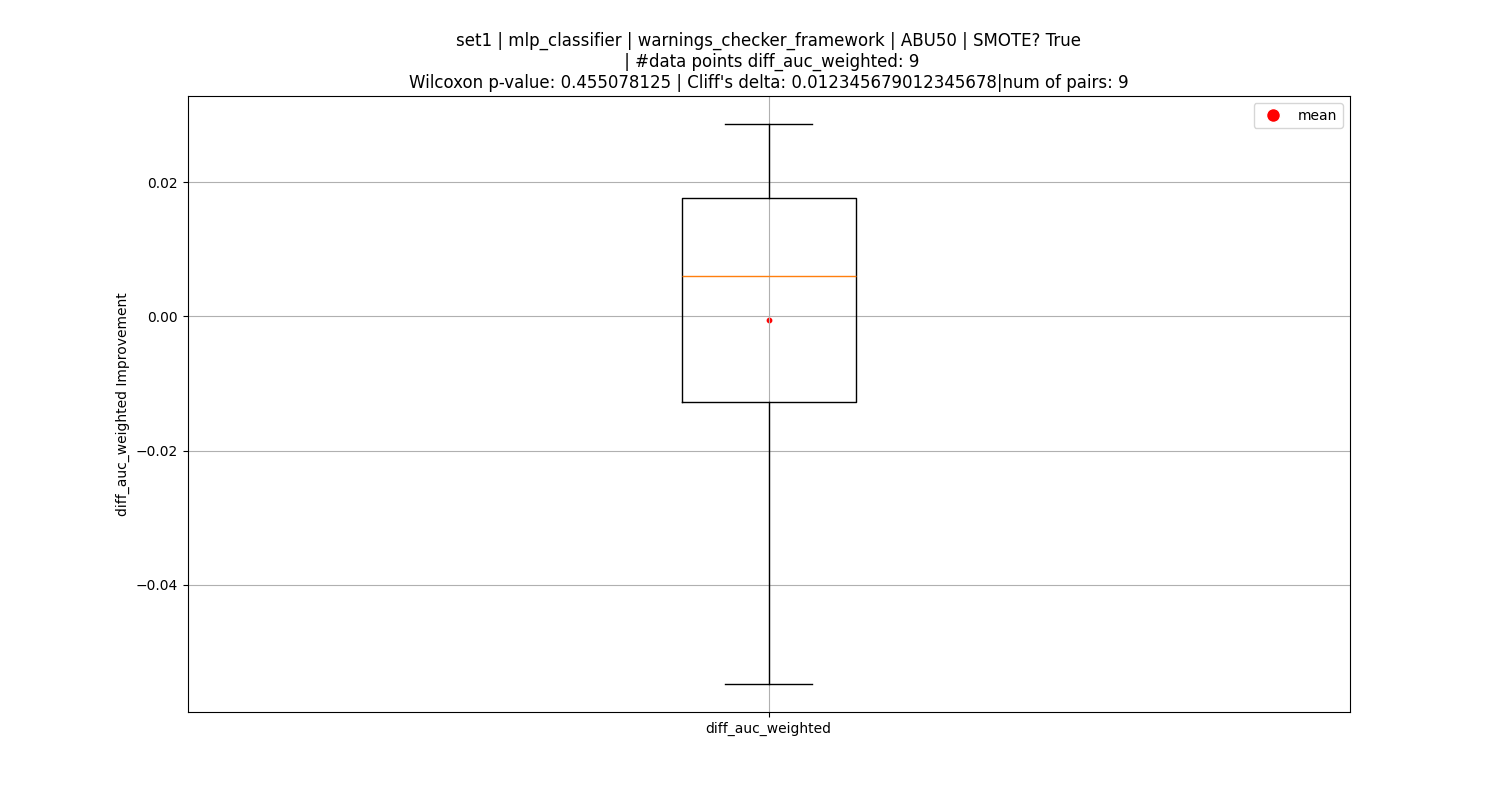 set1 | mlp_classifier | warnings_checker_framework | ABU50 | SMOTE? True
| #data points diff_auc_weighted: 9
Wilcoxon p-value: 0.455078125 | Cliff's delta: 0.012345679012345678|num of pairs: 9
mean
0.02
0.00
−0.02
−0.04
diff_auc_weighted Improvement
diff_auc_weighted